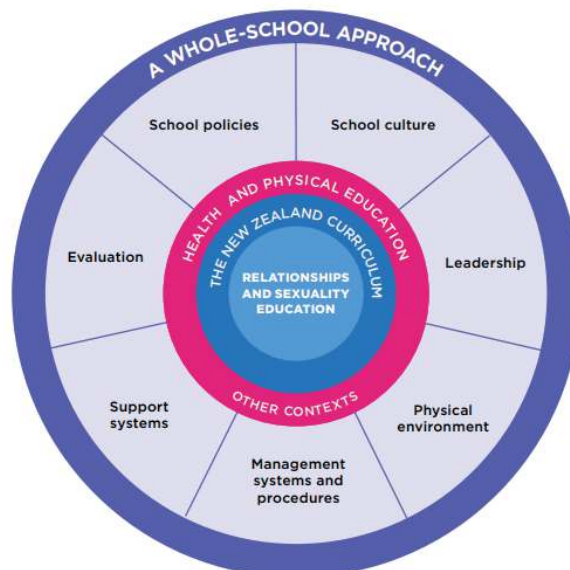 A WHOLE-SCHOOL APPROACH
School policies
School culture
Evaluation
Leadership
Support
systems
Physical
environment
Management
systems and
procedures
HEALTH AND PHYSICAL EDUCATION
THE NEW ZEALAND CURRICULUM
RELATIONSHIPS
AND SEXUALITY
EDUCATION
OTHER CONTEXTS